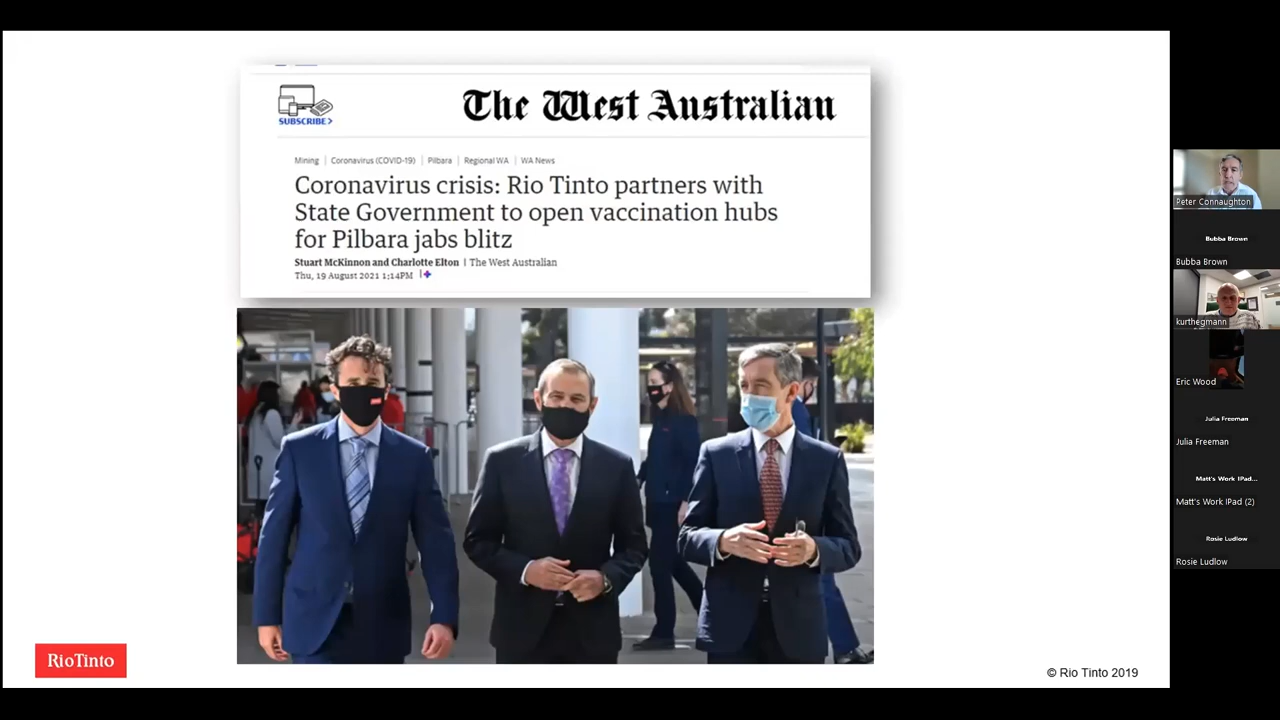 The West Australian
SUBSCRIBE >
Mining | Coronavirus (COVID-19) | Pilbara | Regional WA | WA News
Coronavirus crisis: Rio Tinto partners with
State Government to open vaccination hubs
for Pilbara jabs blitz
Stuart McKinnon and Charlotte Elton | The West Australian
Thu, 19 August 2021 1:14PM
RioTinto
© Rio Tinto 2019
Peter Connaughton
Bubba Brown
Bubba Brown
kurthegmann
Eric Wood
Julia Freeman
Julia Freeman
Matt's Work IPad...
Matt's Work IPad (2)
Rosie Ludlow
Rosie Ludlow